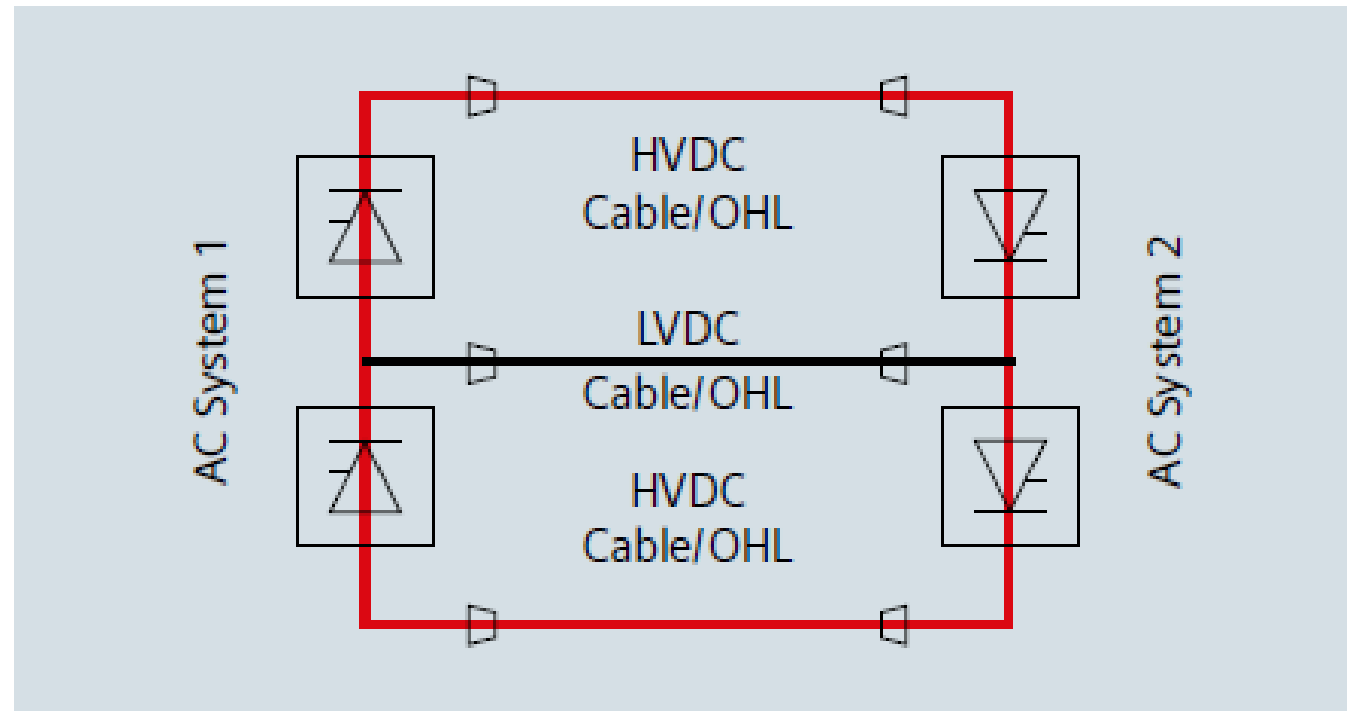 HVDC
Cable/OHL
AC System 1
LVDC
Cable/OHL
AC System 2
HVDC
Cable/OHL